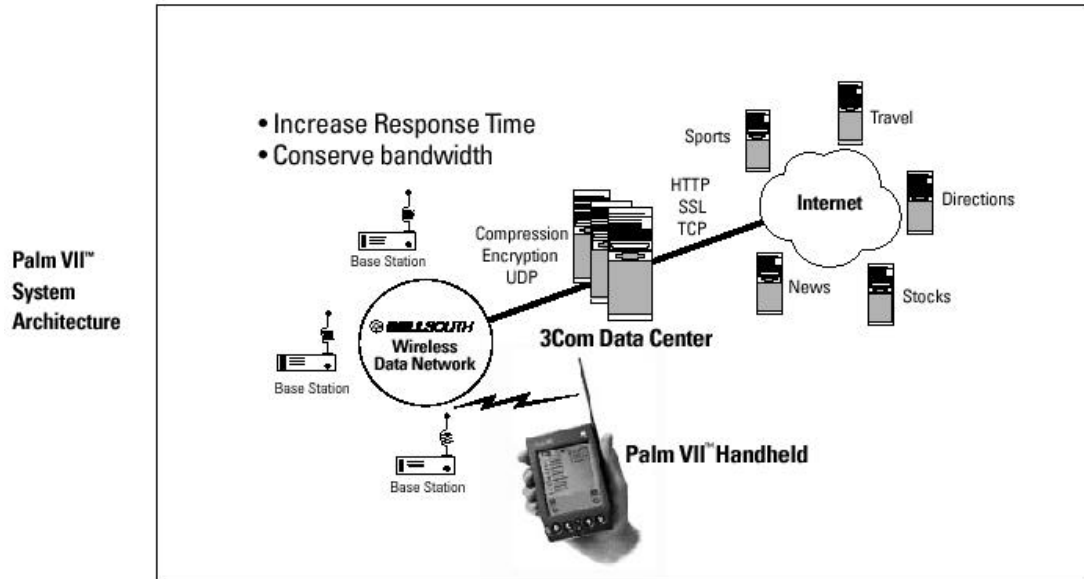 Palm VII™
System
Architecture
• Increase Response Time
• Conserve bandwidth
Sports
Travel
HTTP
SSL
TCP
Internet
Directions
Base Station
Compression
Encryption
UDP
News
Stocks
BELLSOUTH
Wireless
Data Network
3Com Data Center
Base Station
Palm VII™ Handheld
Base Station